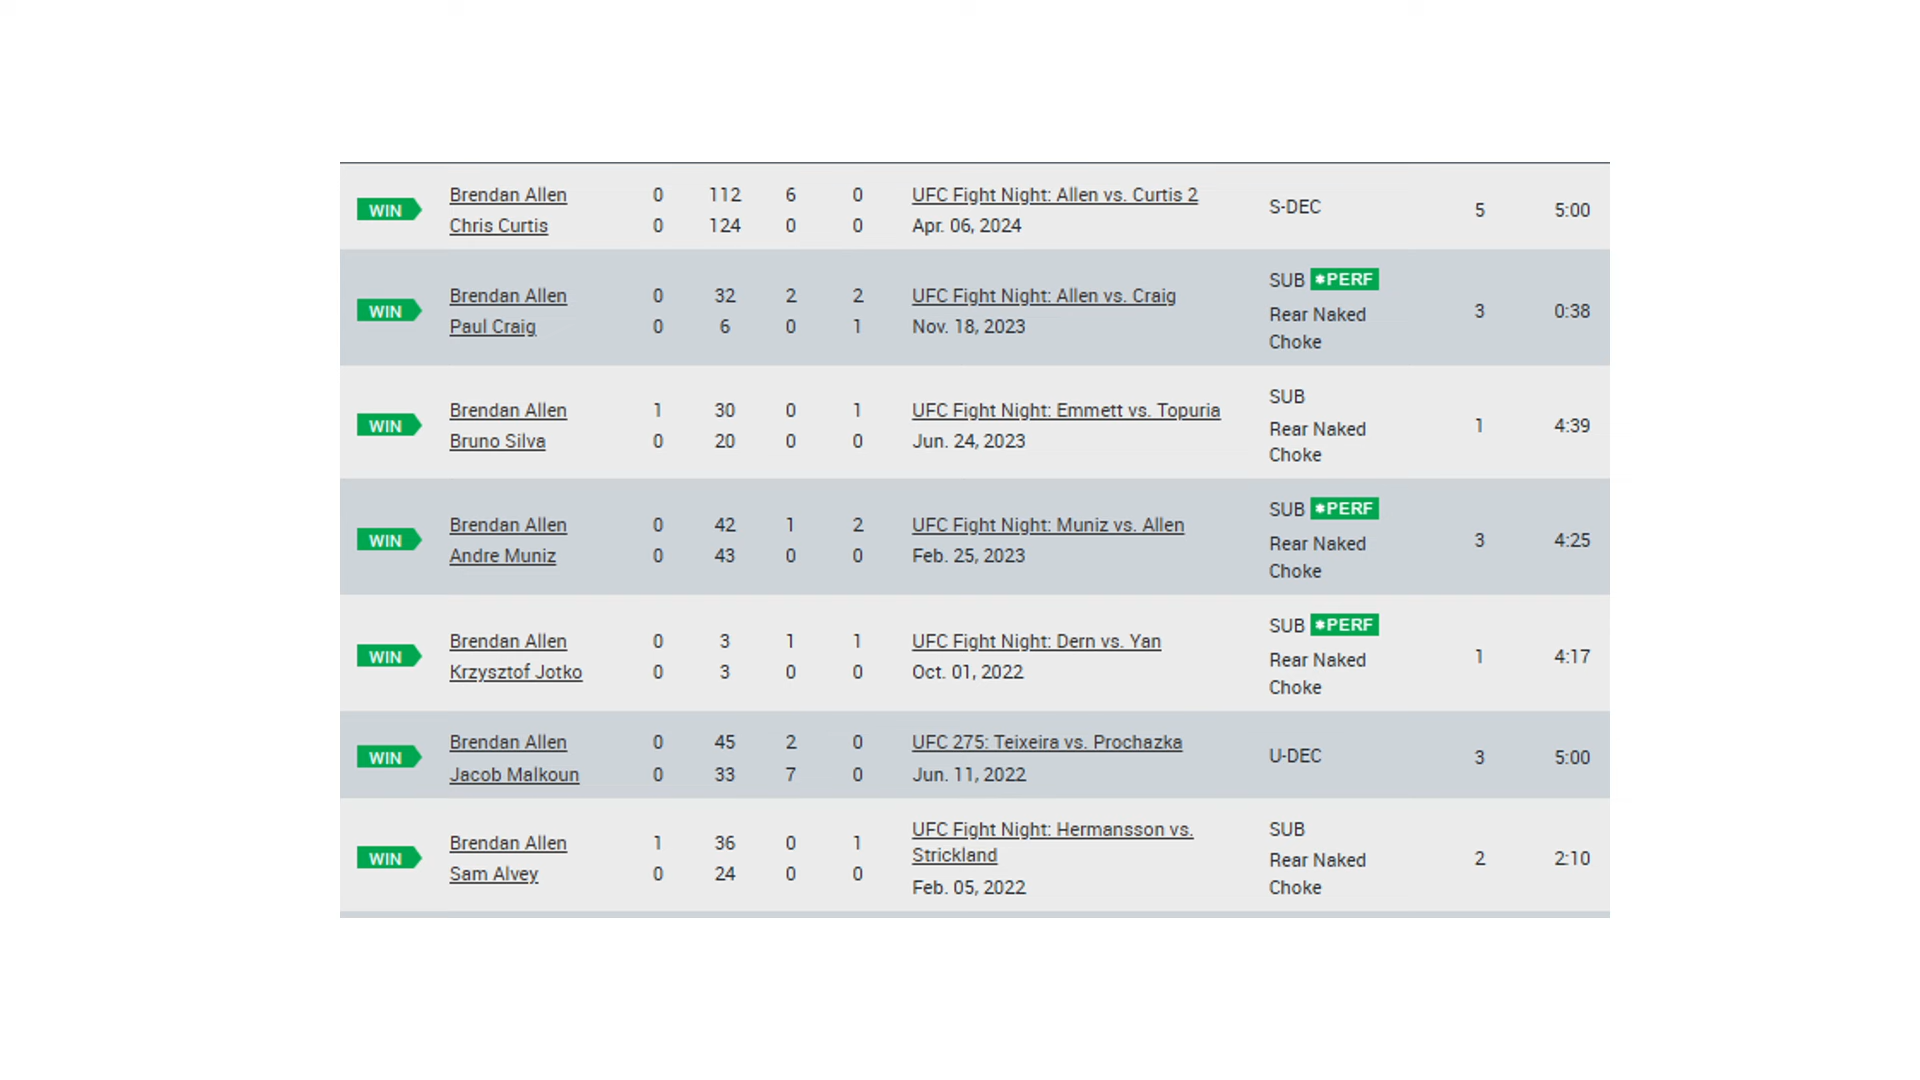 WIN Brendan Allen 0 112 6 0 UFC Fight Night: Allen vs. Curtis 2 S-DEC 5 5:00
Chris Curtis 0 124 0 0 Apr. 06, 2024
WIN Brendan Allen 0 32 2 2 UFC Fight Night: Allen vs. Craig SUB *PERF 3 0:38
Paul Craig 0 6 0 1 Nov. 18, 2023 Rear Naked
Choke
WIN Brendan Allen 1 30 0 1 UFC Fight Night: Emmett vs. Topuria SUB 1 4:39
Bruno Silva 0 20 0 0 Jun. 24, 2023 Rear Naked
Choke
WIN Brendan Allen 0 42 1 2 UFC Fight Night: Muniz vs. Allen SUB *PERF 3 4:25
Andre Muniz 0 43 0 0 Feb. 25, 2023 Rear Naked
Choke
WIN Brendan Allen 0 3 1 1 UFC Fight Night: Dern vs. Yan SUB *PERF 1 4:17
Krzysztof Jotko 0 3 0 0 Oct. 01, 2022 Rear Naked
Choke
WIN Brendan Allen 0 45 2 0 UFC 275: Teixeira vs. Prochazka U-DEC 3 5:00
Jacob Malkoun 0 33 7 0 Jun. 11, 2022
WIN Brendan Allen 1 36 0 1 UFC Fight Night: Hermansson vs. SUB 2 2:10
Strickland Rear Naked
Sam Alvey 0 24 0 0 Feb. 05, 2022 Choke